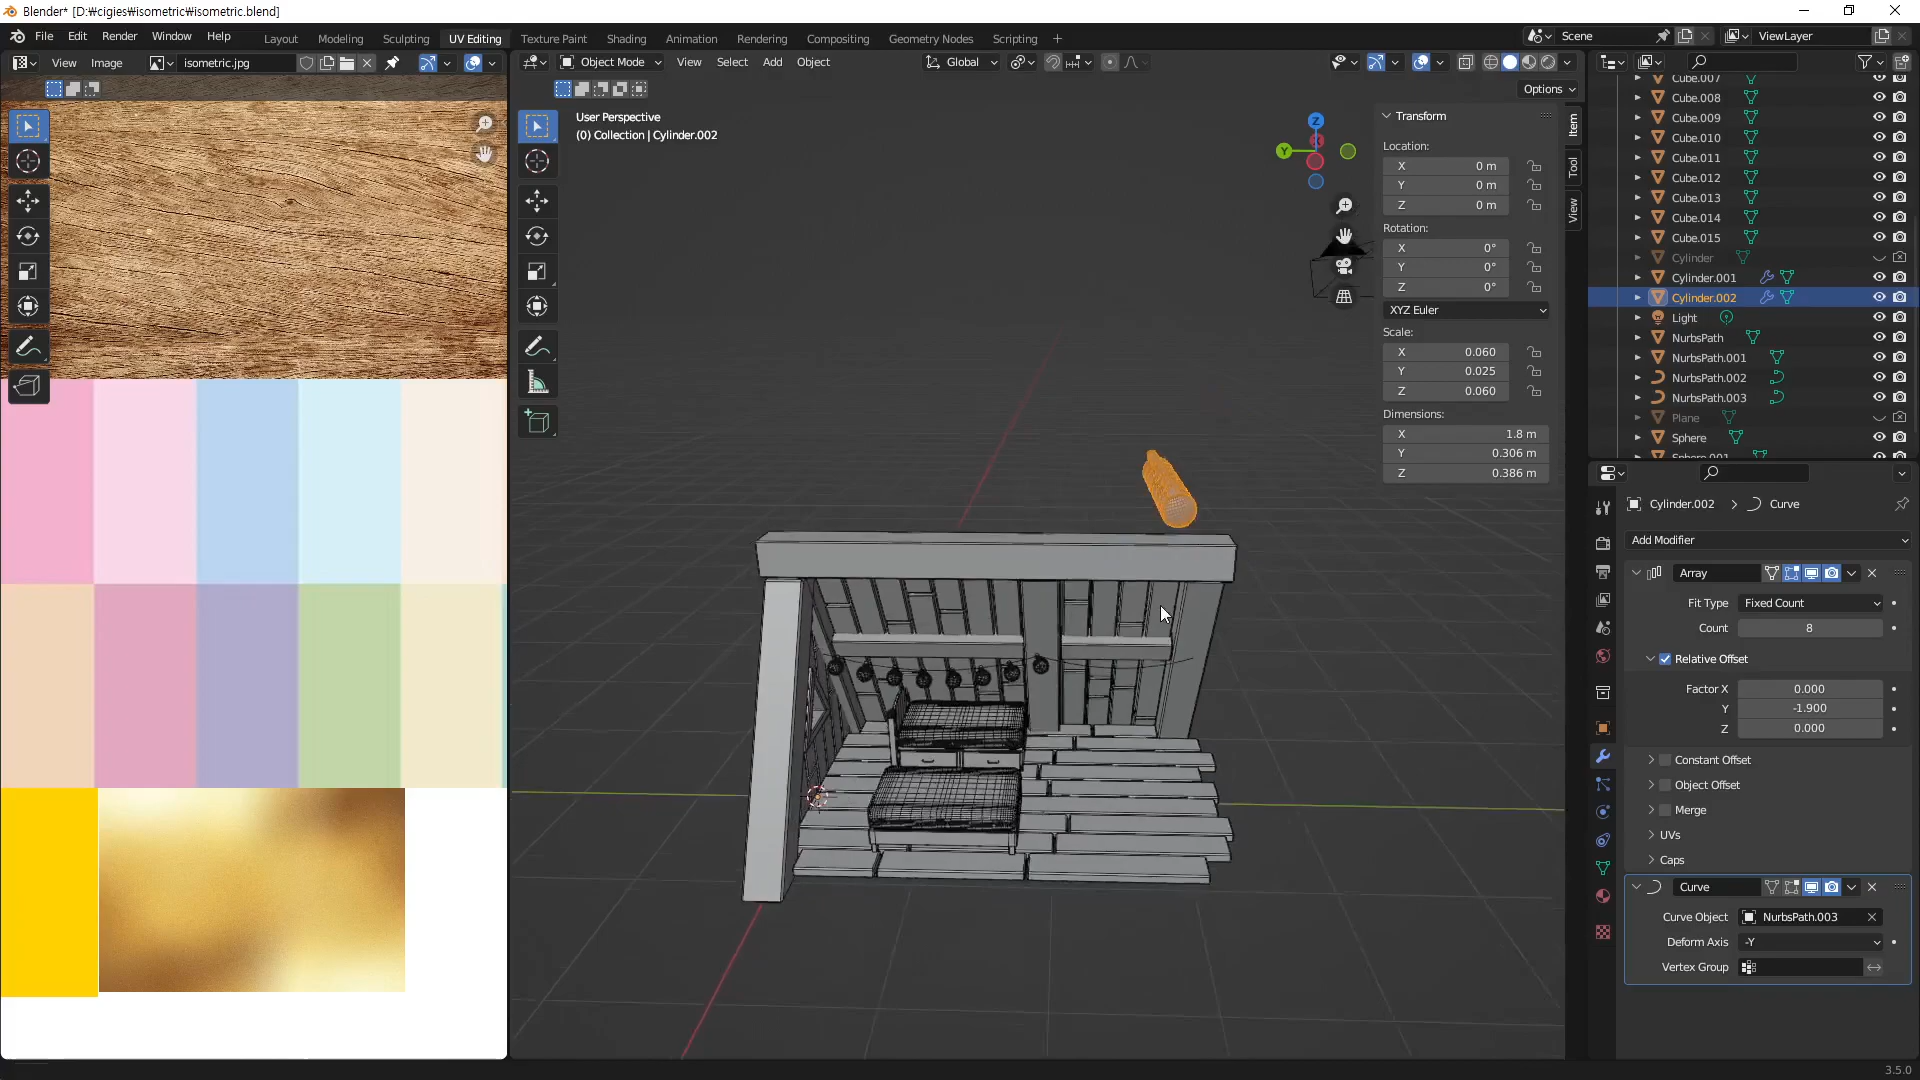 Blender* [D:￦cigies￦isometric￦isometric.blend]
File Edit Render Window Help Layout Modeling Sculpting UV Editing Texture Paint Shading Animation Rendering Compositing Geometry Nodes Scripting Scene ViewLayer
View Image isometric.jpg Object Mode View Select Add Object Global
Options
User Perspective
(0) Collection | Cylinder.002
Z
Y
Transform
Location:
X 0 m
Y 0 m
Z 0 m
Rotation:
X 0°
Y 0°
Z 0°
XYZ Euler
Scale:
X 0.060
Y 0.025
Z 0.060
Dimensions:
X 1.8 m
Y 0.306 m
Z 0.386 m
Item
Tool
View
Cube.007
Cube.008
Cube.009
Cube.010
Cube.011
Cube.012
Cube.013
Cube.014
Cube.015
Cylinder
Cylinder.001
Cylinder.002
Light
NurbsPath
NurbsPath.001
NurbsPath.002
NurbsPath.003
Plane
Sphere
Sphere.001
Cylinder.002 Curve
Add Modifier
Array
Fit Type Fixed Count
Count 8
Relative Offset
Factor X 0.000
Y -1.900
Z 0.000
Constant Offset
Object Offset
Merge
UVs
Caps
Curve
Curve Object NurbsPath.003
Deform Axis -Y
Vertex Group
3.5.0